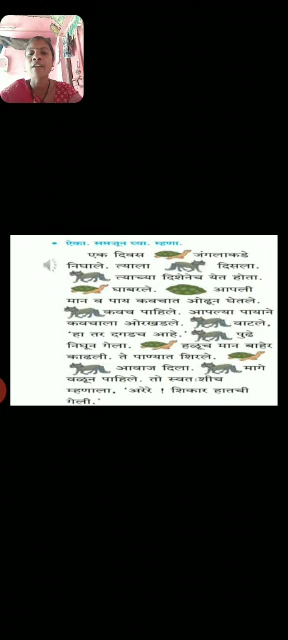 ऐका. समजून घ्या. म्हणा.
एक दिवस जंगलाकडे
निघाले. त्याला दिसला.
त्याच्या दिशेनेच येत होता.
घाबरले. आपली
मान व पाय कवचात ओढून घेतले.
कवच पाहिले. आपल्या पायाने
कवचाला ओरखडले. वाटले,
'हा तर दगडच आहे.' पुढे
निघून गेला. हळूच मान बाहेर
काढली. ते पाण्यात शिरले.
आवाज दिला. मागे
वळून पाहिले. तो स्वतःशीच
म्हणाला, 'अरेरे ! शिकार हातची
गेली.'